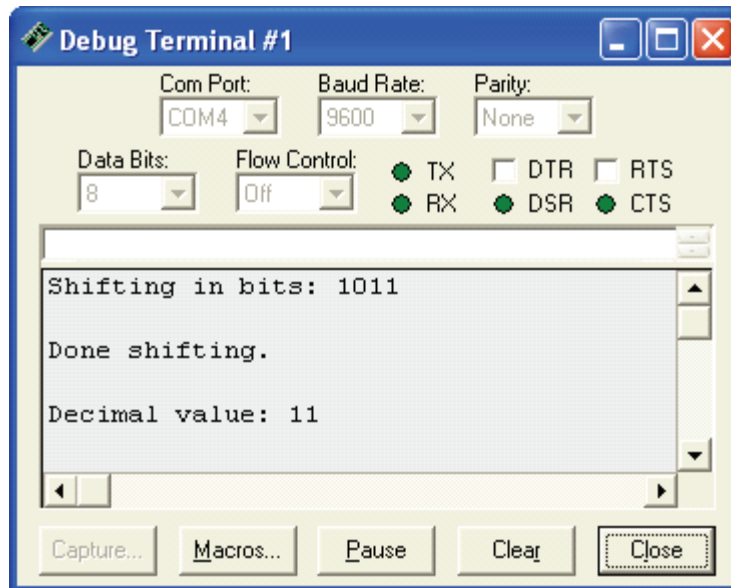 Debug Terminal #1
Com Port: Baud Rate: Parity:
COM4 9600 None
Data Bits: Flow Control: TX DTR RTS
8 Off RX DSR CTS
Shifting in bits: 1011
Done shifting.
Decimal value: 11
Capture... Macros... Pause Clear Close